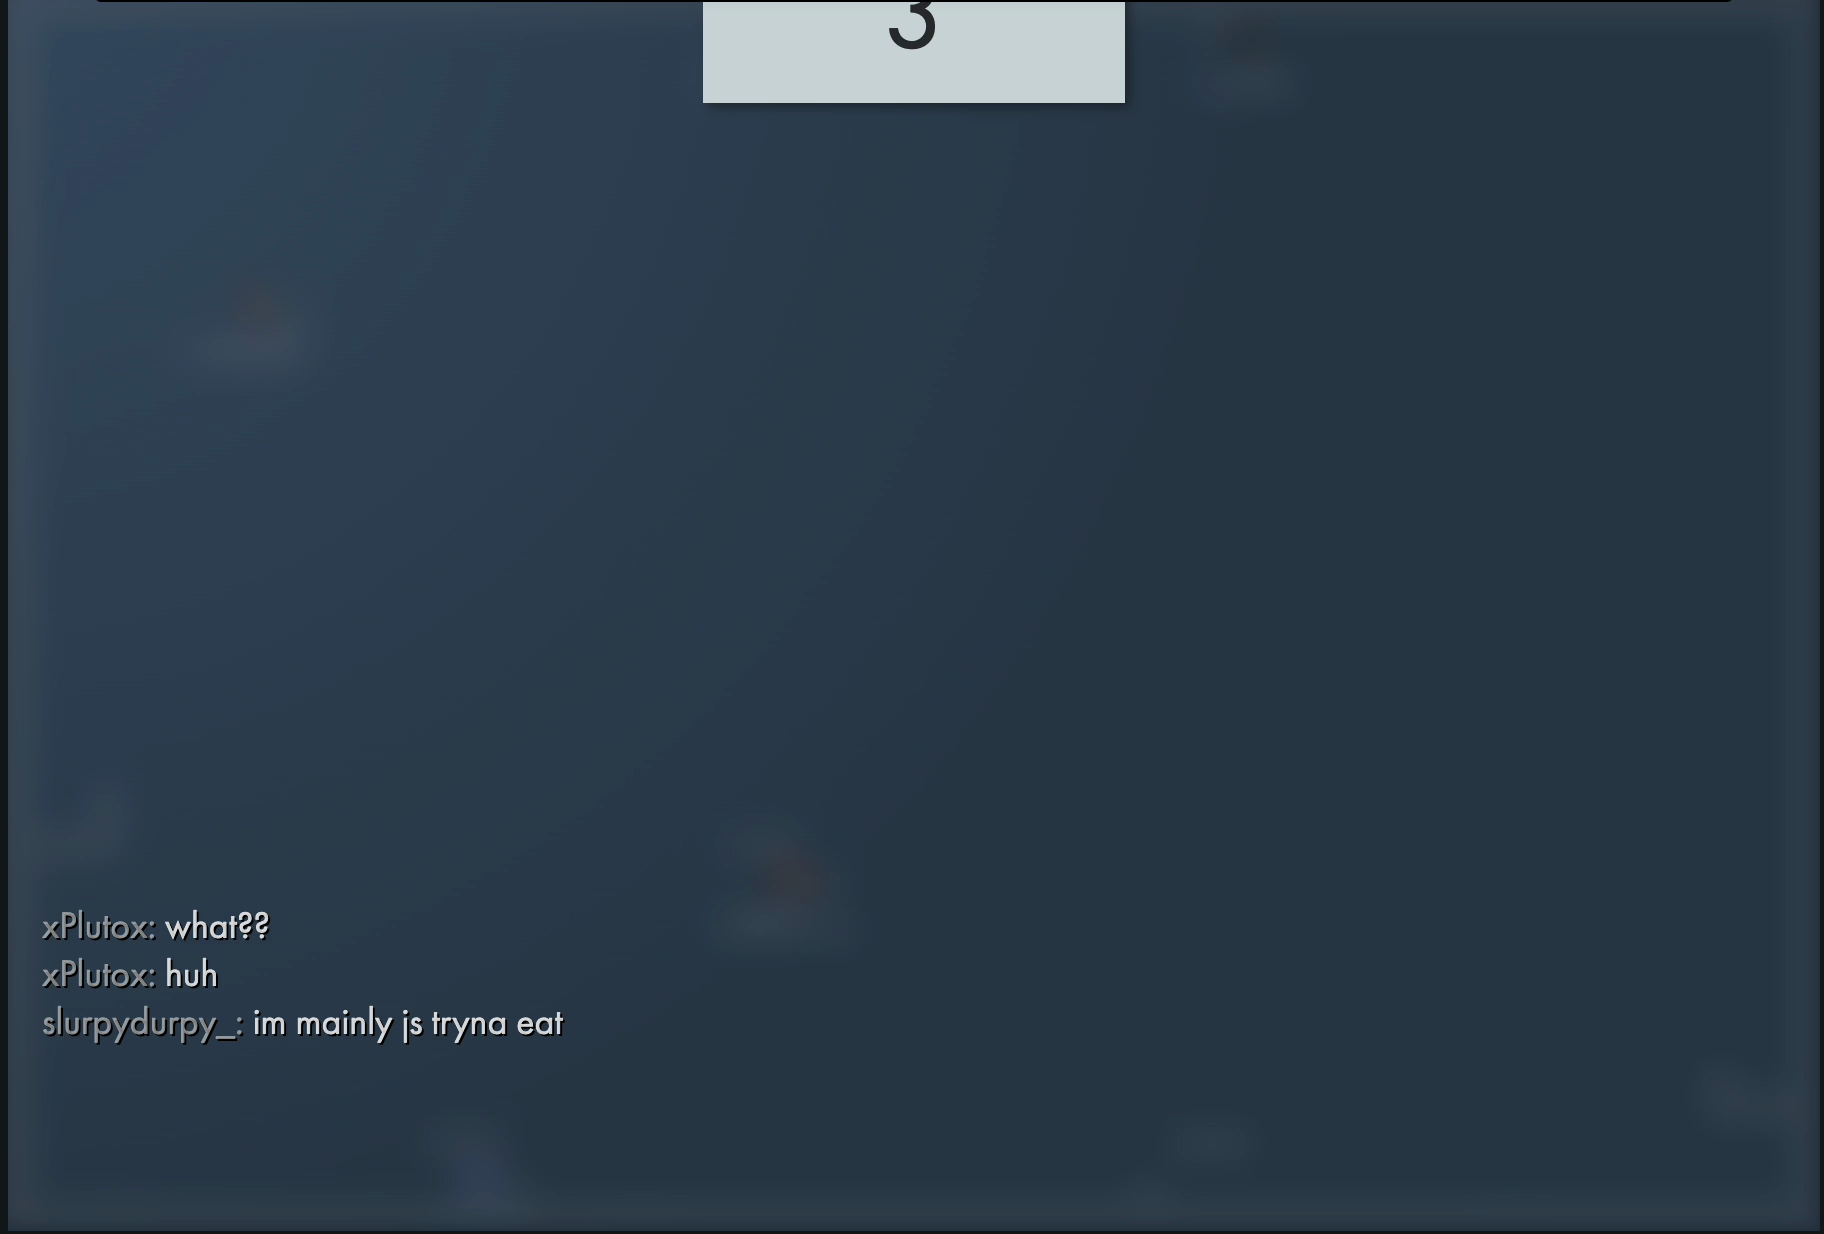 3
xPlutox: what??
xPlutox: huh
slurpydurpy_: im mainly js tryna eat